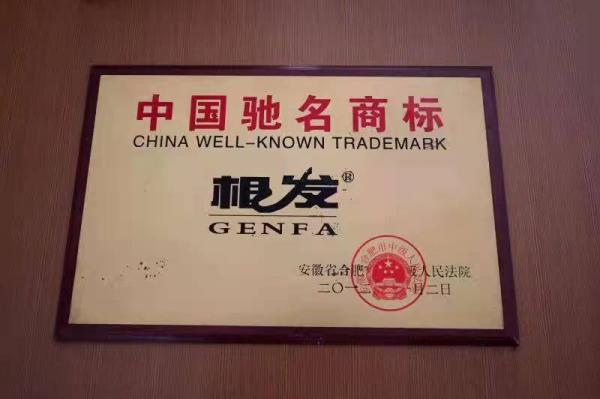 中国驰名商标
CHINA WELL-KNOWN TRADEMARK
根发®
GENFA
安徽省合肥 级人民法院
二〇一 月二日